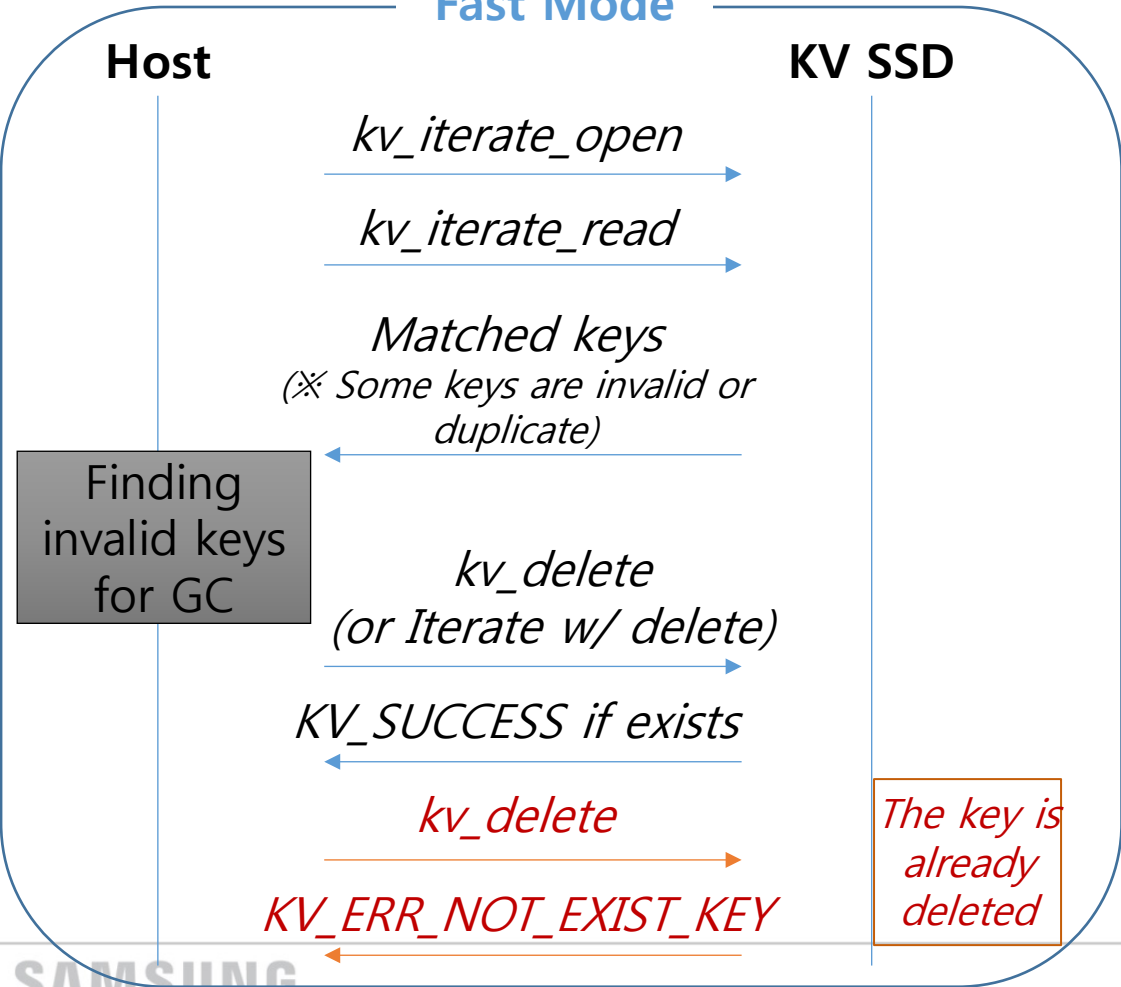 Fast Mode
Host
KV SSD
kv_iterate_open
kv_iterate_read
Matched keys
(※ Some keys are invalid or
duplicate)
Finding
invalid keys
for GC
kv_delete
(or Iterate w/ delete)
KV_SUCCESS if exists
kv_delete
The key is
already
deleted
KV_ERR_NOT_EXIST_KEY
SAMSUNG